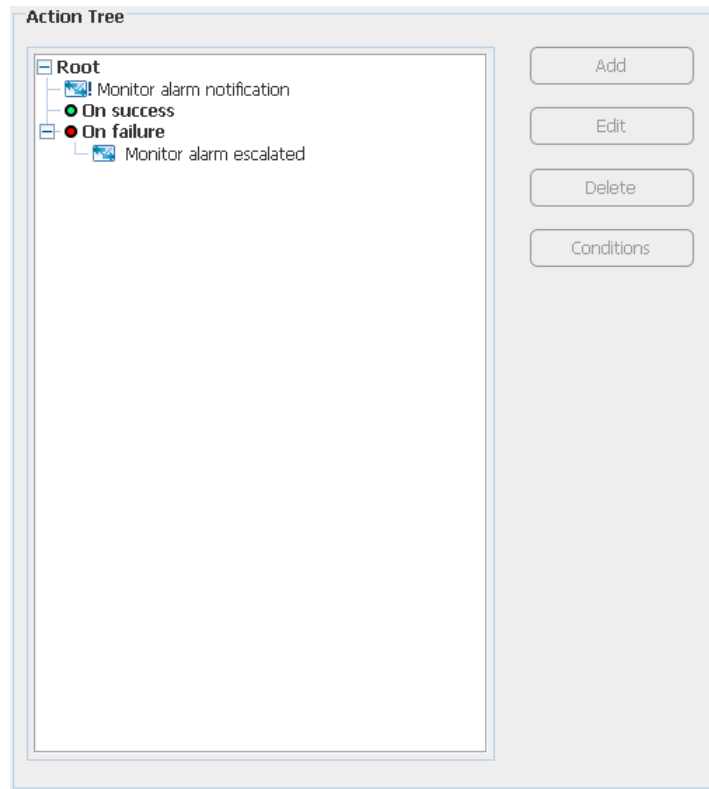 Action Tree
Root
Add
! Monitor alarm notification
On success
On failure
Edit
Monitor alarm escalated
Delete
Conditions